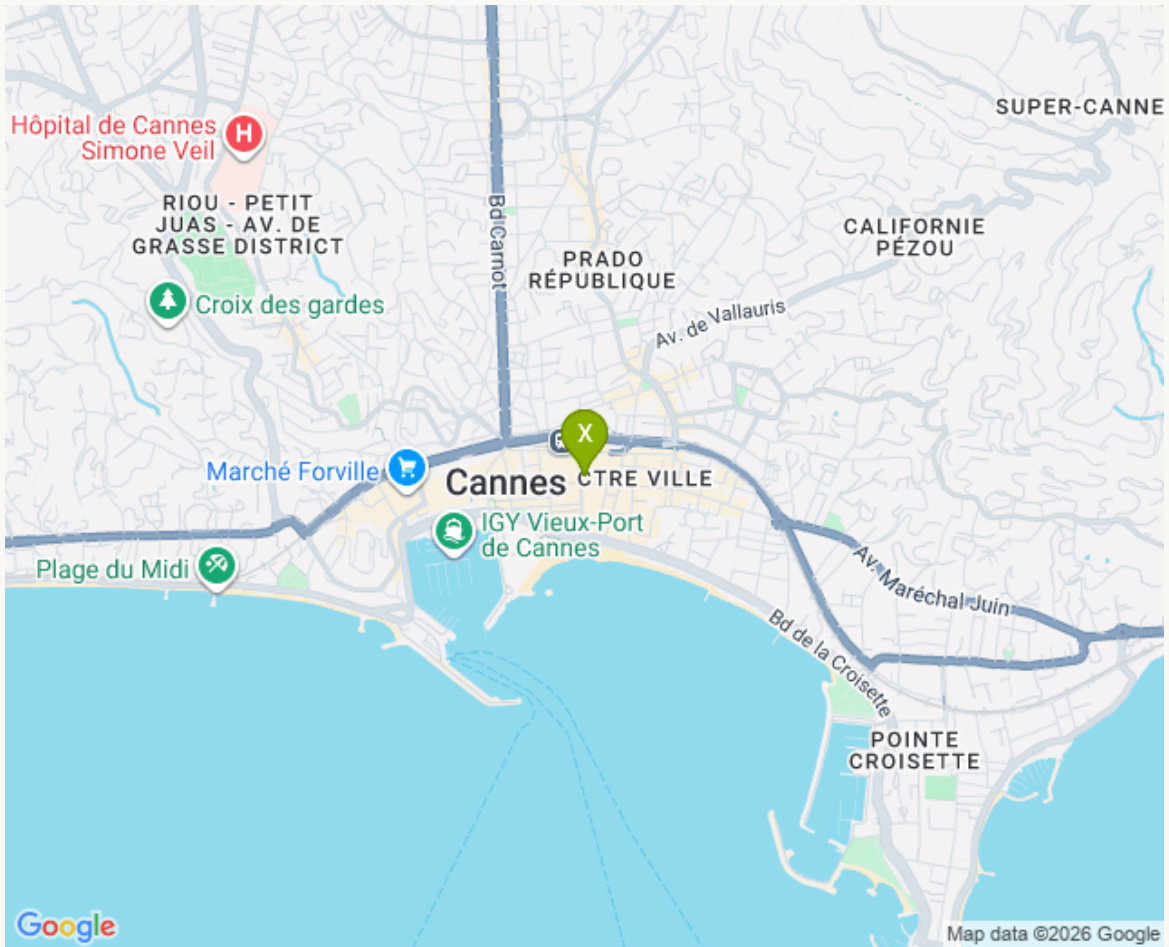 SUPER-CANNE
Hôpital de Cannes
Simone Veil
H
RIOU - PETIT
JUAS - AV. DE
GRASSE DISTRICT
Bd Carnot
CALIFORNIE
PÉZOU
PRADO
RÉPUBLIQUE
Croix des gardes
Av. de Vallauris
X
Marché Forville
Cannes
CTRE VILLE
IGY Vieux-Port
de Cannes
Plage du Midi
Av. Maréchal Juin
Bd de la Croisette
POINTE
CROISETTE
Google
Map data ©2026 Google